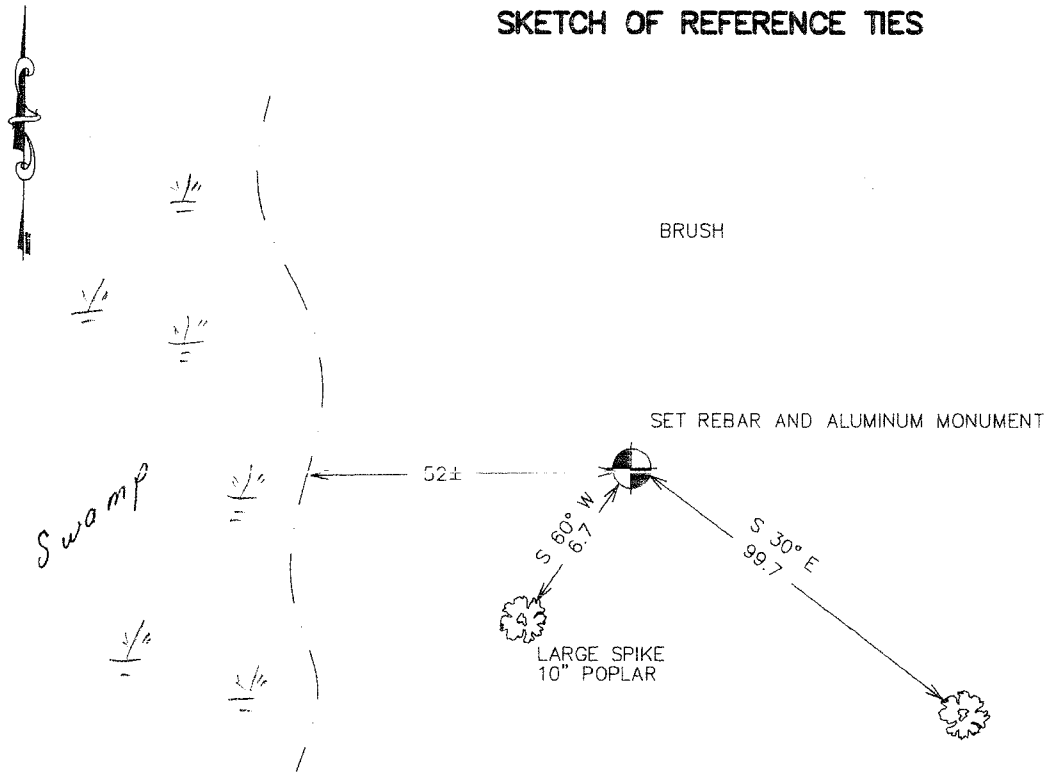 SKETCH OF REFERENCE TIES
BRUSH
SET REBAR AND ALUMINUM MONUMENT
52±
Swamp
S 60° W
6.7
S 30° E
99.7
LARGE SPIKE
10" POPLAR